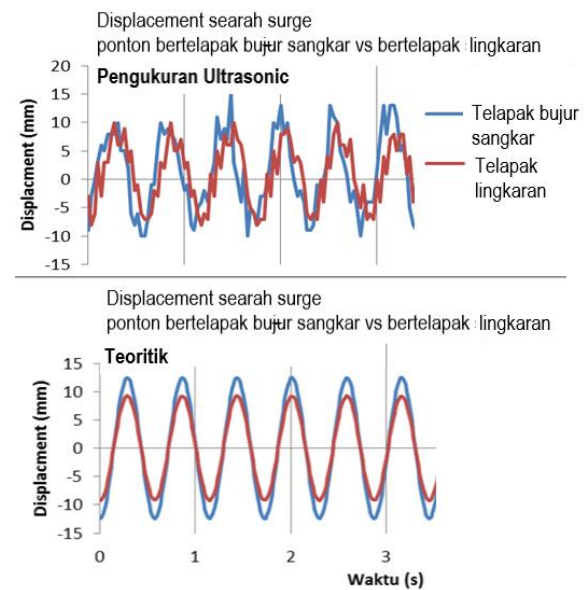 Displacement searah surge
ponton bertelapak bujur sangkar vs bertelapak lingkaran
Pengukuran Ultrasonic
Displacment (mm)
20
15
10
5
0
-5
-10
-15
Telapak bujur
sangkar
Telapak
lingkaran
Displacement searah surge
ponton bertelapak bujur sangkar vs bertelapak lingkaran
Teoritik
Displacment (mm)
15
10
5
0
-5
-10
-15
0 1 2 3
Waktu (s)